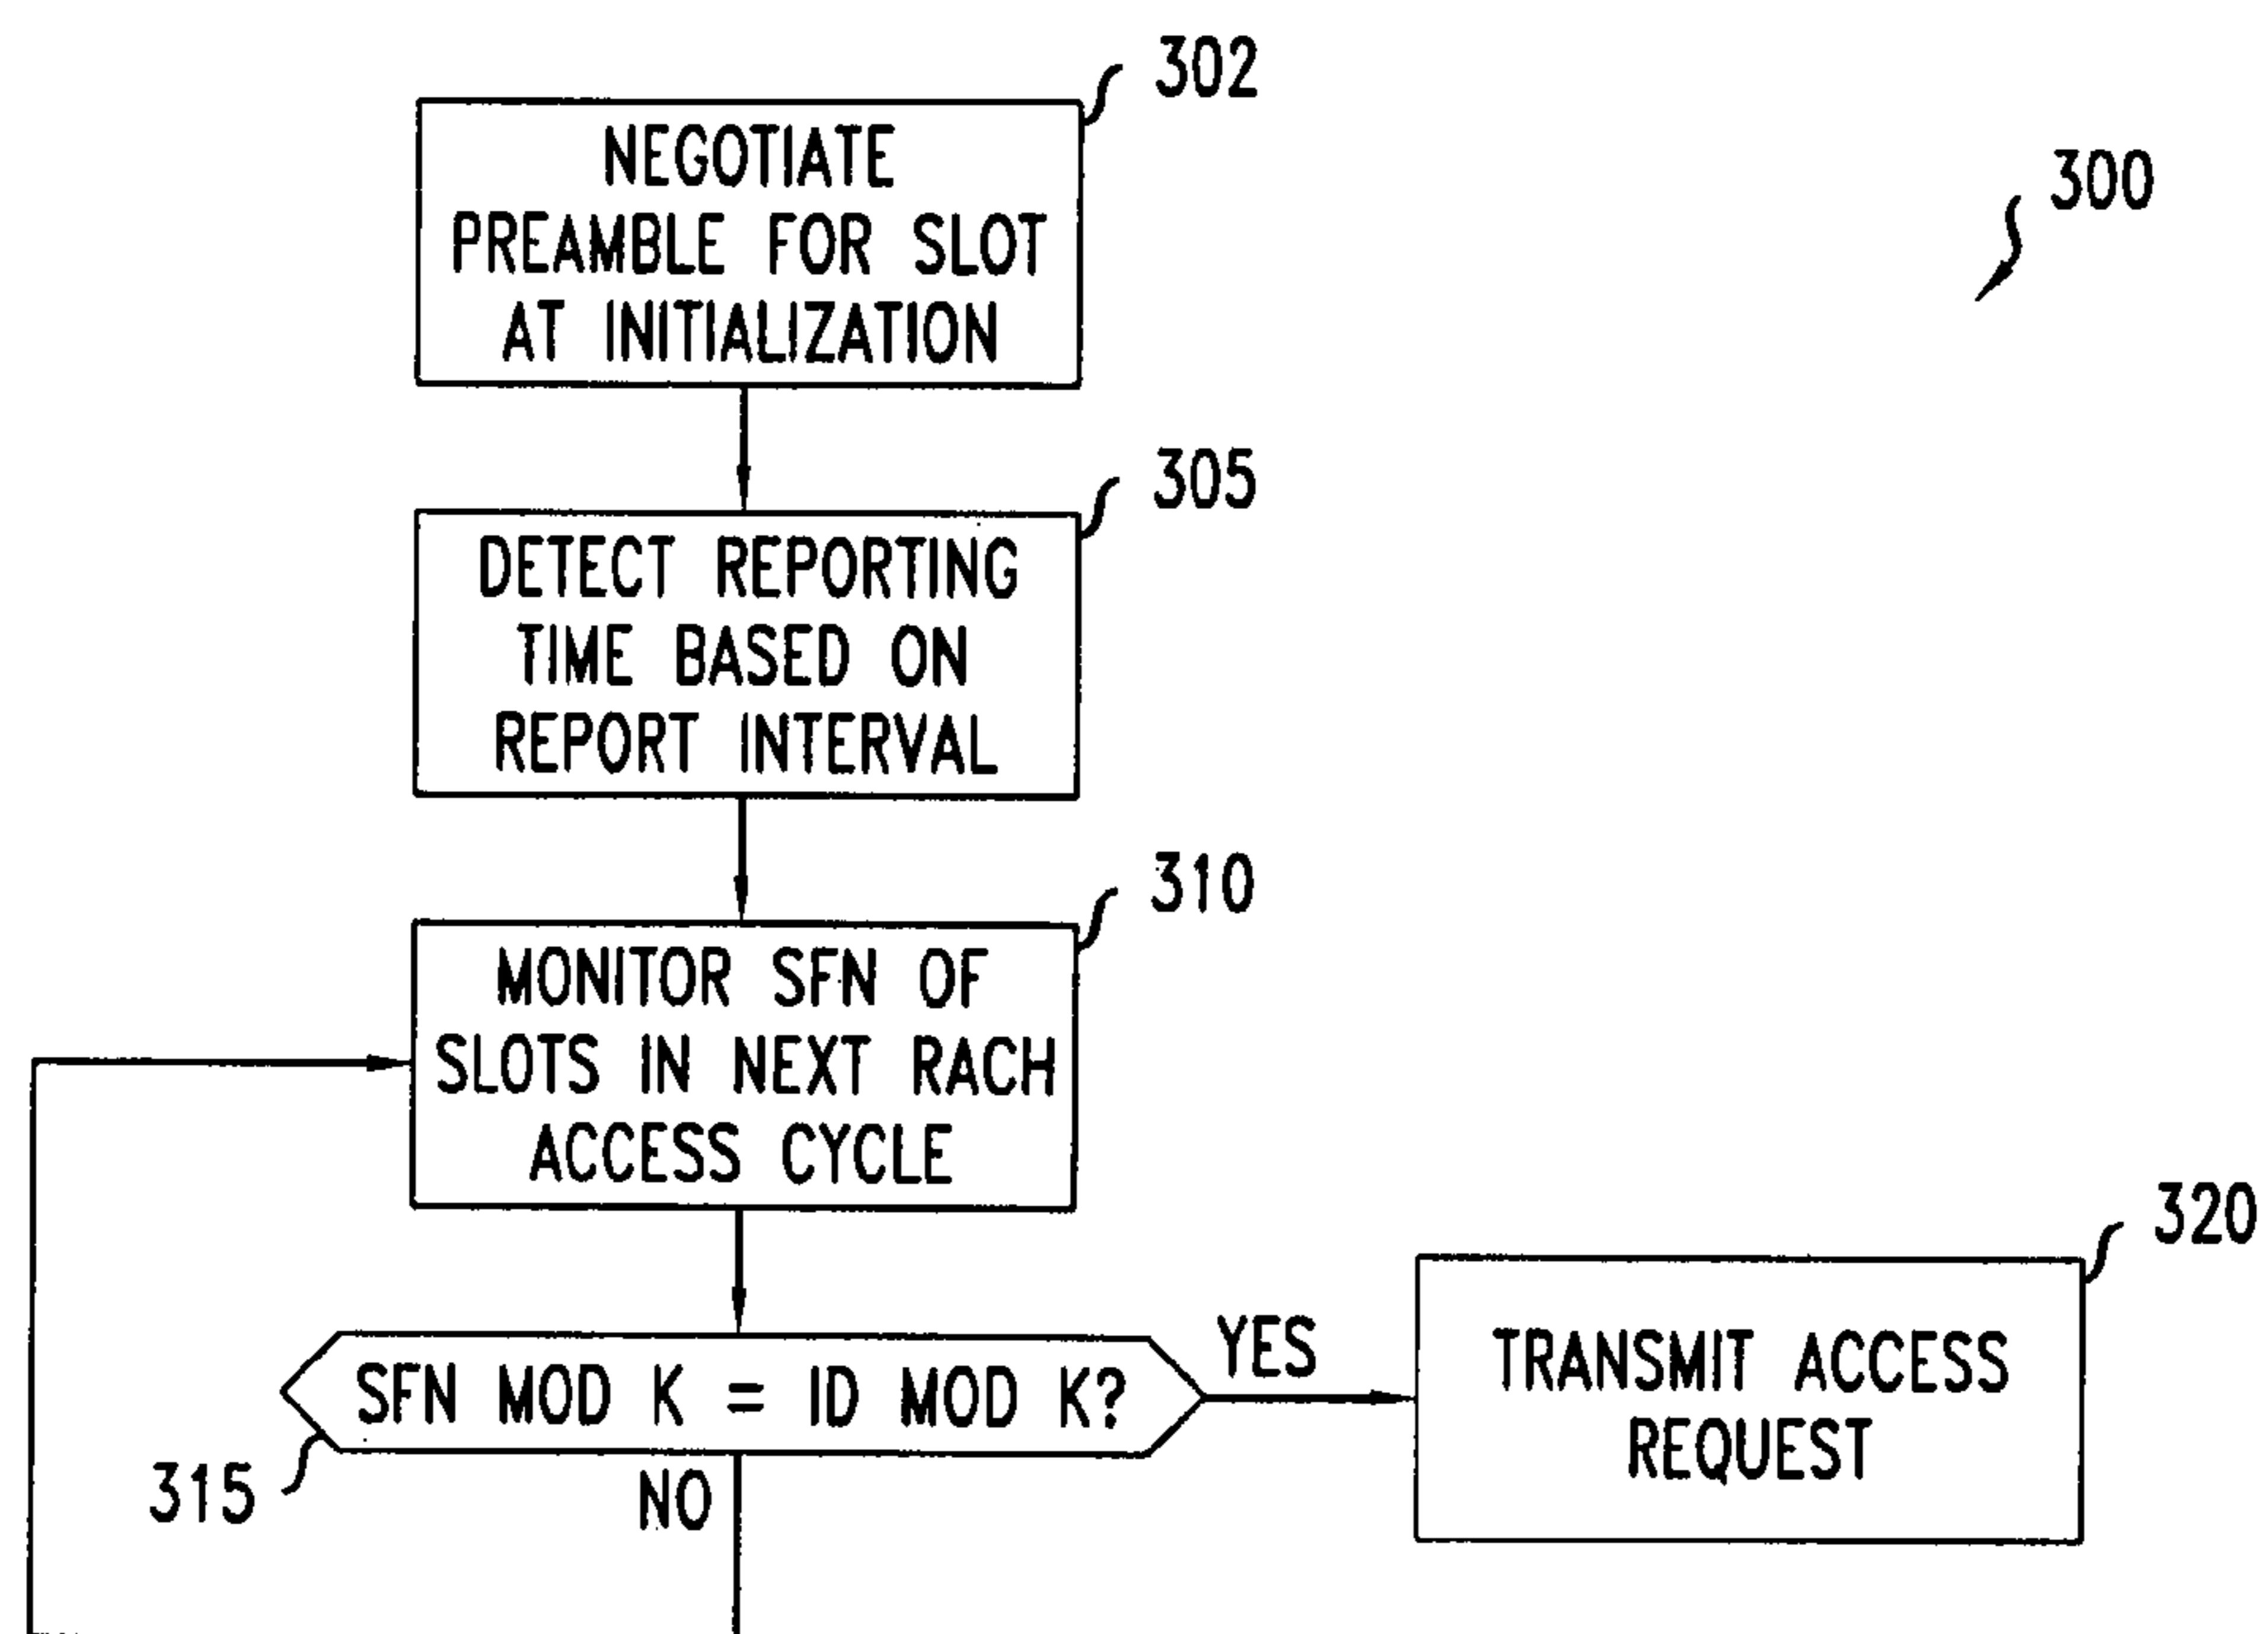 302
NEGOTIATE
PREAMBLE FOR SLOT
AT INITIALIZATION
300
305
DETECT REPORTING
TIME BASED ON
REPORT INTERVAL
310
MONITOR SFN OF
SLOTS IN NEXT RACH
ACCESS CYCLE
320
TRANSMIT ACCESS
REQUEST
YES
SFN MOD K = ID MOD K?
315
NO